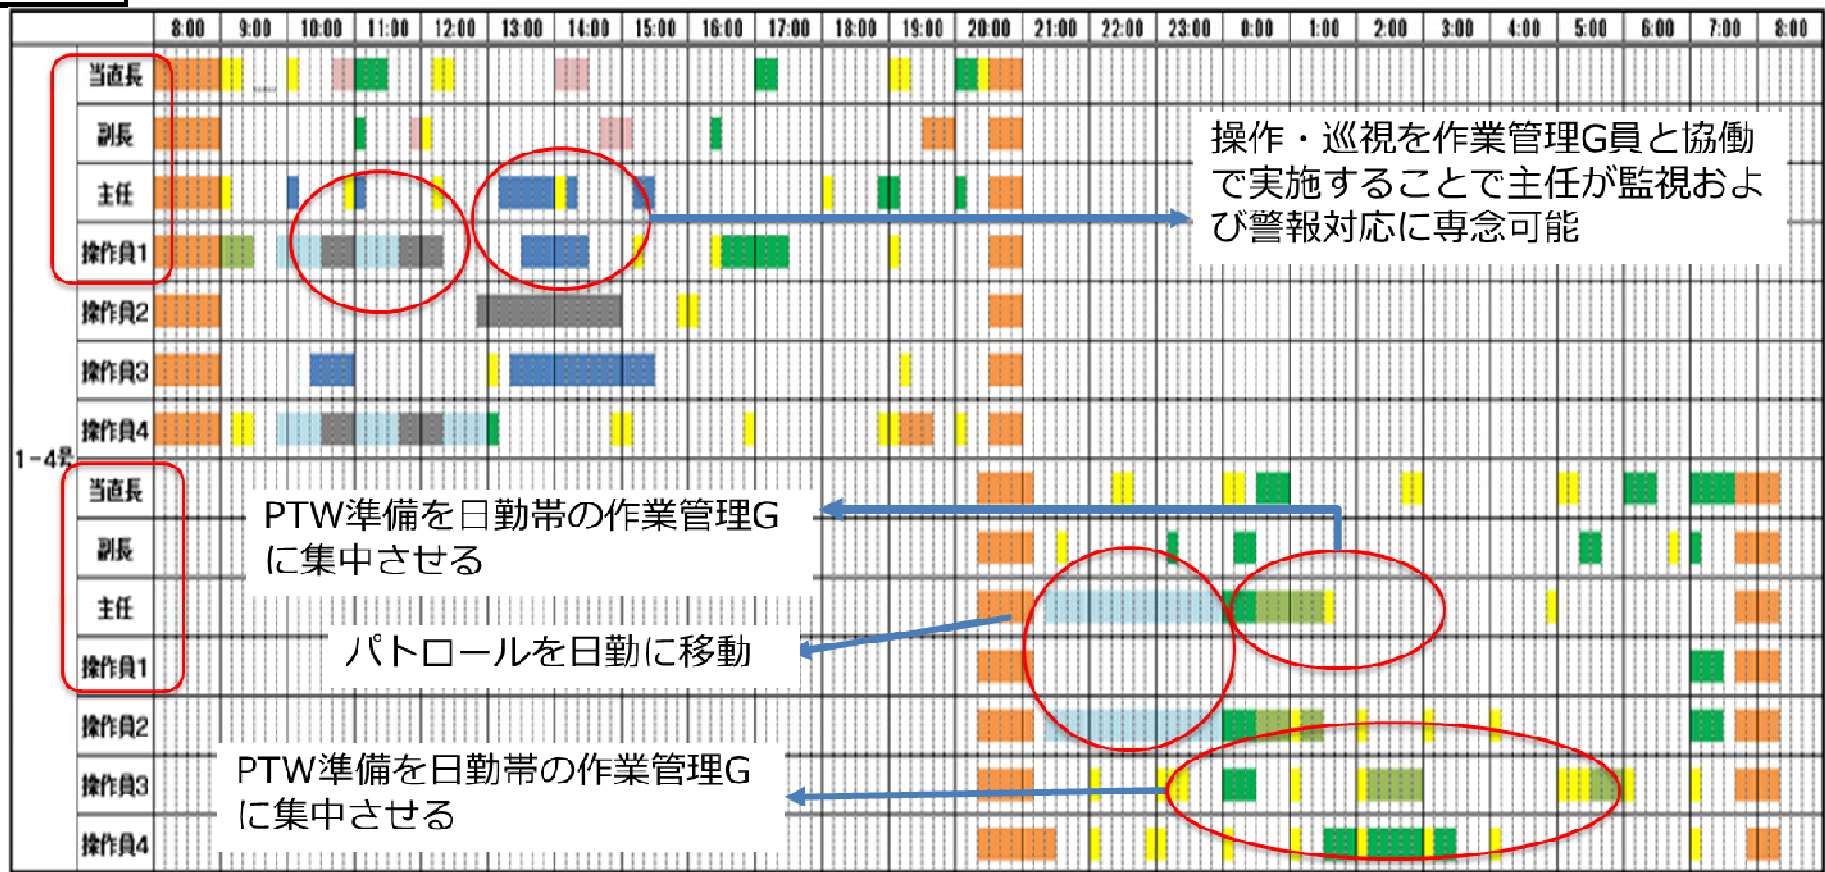 8:00 9:00 10:00 11:00 12:00 13:00 14:00 15:00 16:00 17:00 18:00 19:00 20:00 21:00 22:00 23:00 0:00 1:00 2:00 3:00 4:00 5:00 6:00 7:00 8:00
当直長
副長
操作・巡視を作業管理G員と協働
で実施することで主任が監視およ
び警報対応に専念可能
主任
操作員1
操作員2
操作員3
操作員4
1-4号
当直長
PTW準備を日勤帯の作業管理G
に集中させる
副長
主任
パトロールを日勤に移動
操作員1
操作員2
PTW準備を日勤帯の作業管理G
に集中させる
操作員3
操作員4